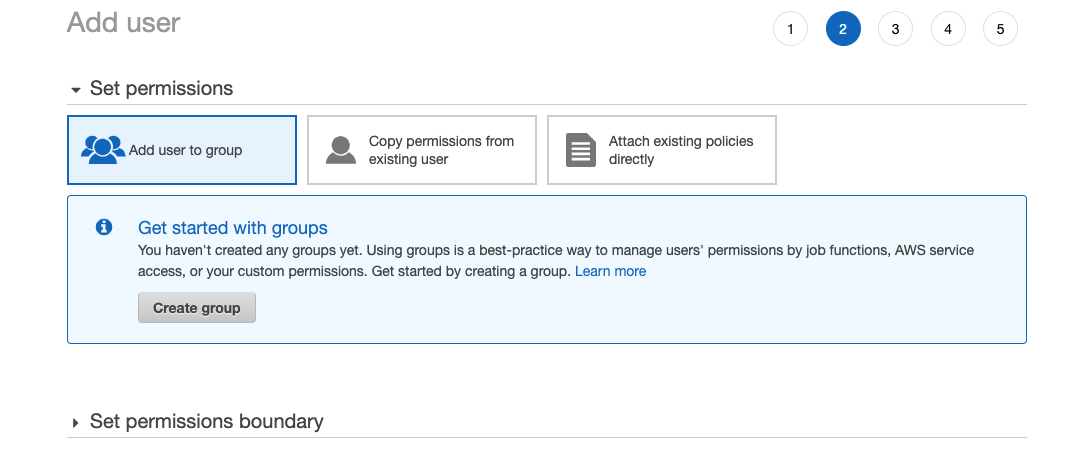 Add user
1 2 3 4 5
Set permissions
Add user to group
Copy permissions from
existing user
Attach existing policies
directly
Get started with groups
You haven't created any groups yet. Using groups is a best-practice way to manage users' permissions by job functions, AWS service
access, or your custom permissions. Get started by creating a group. Learn more
Create group
Set permissions boundary